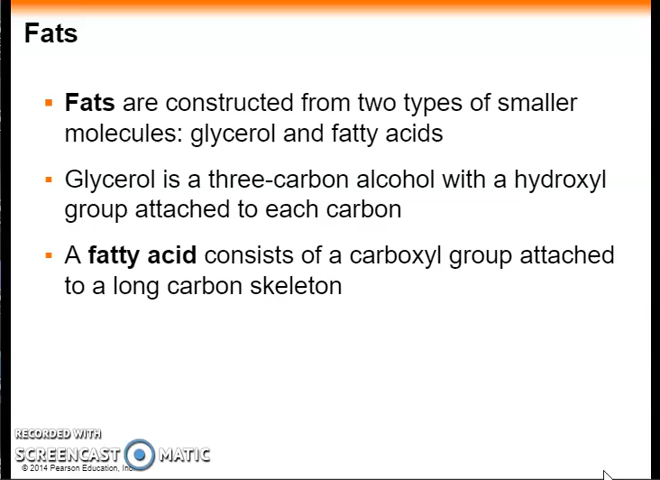 Fats
Fats are constructed from two types of smaller
molecules: glycerol and fatty acids
Glycerol is a three-carbon alcohol with a hydroxyl
group attached to each carbon
A fatty acid consists of a carboxyl group attached
to a long carbon skeleton
RECORDED WITH
SCREENCAST MATIC
© 2014 Pearson Education, Inc.